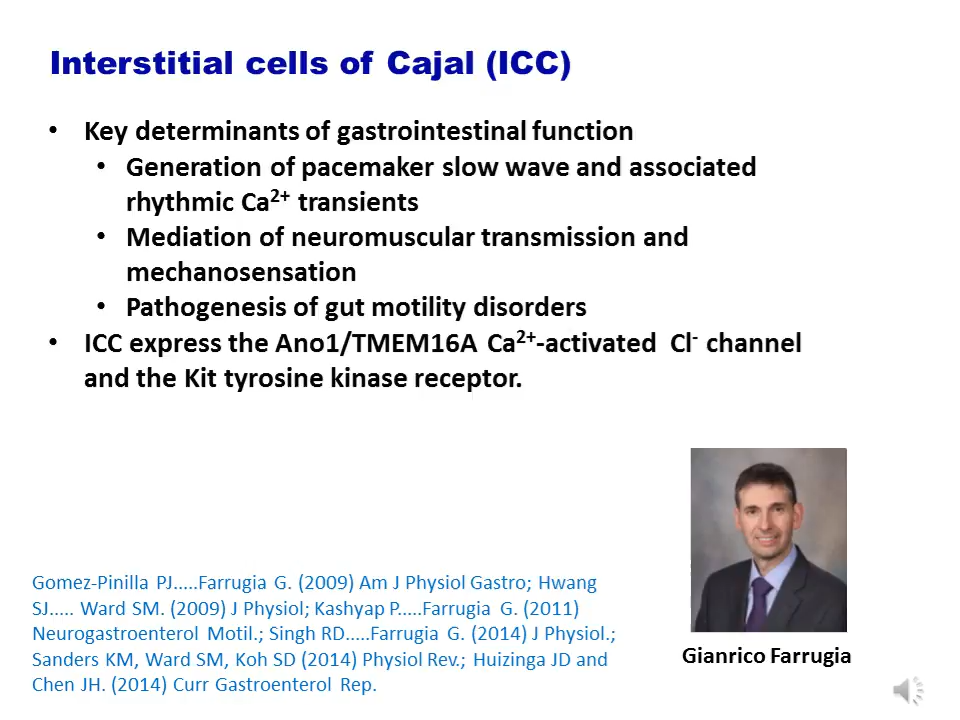 Interstitial cells of Cajal (ICC)
• Key determinants of gastrointestinal function
• Generation of pacemaker slow wave and associated
rhythmic Ca2+ transients
• Mediation of neuromuscular transmission and
mechanosensation
• Pathogenesis of gut motility disorders
• ICC express the Ano1/TMEM16A Ca2+-activated Cl- channel
and the Kit tyrosine kinase receptor.
Gomez-Pinilla PJ.....Farrugia G. (2009) Am J Physiol Gastro; Hwang
SJ..... Ward SM. (2009) J Physiol; Kashyap P.....Farrugia G. (2011)
Neurogastroenterol Motil.; Singh RD.....Farrugia G. (2014) J Physiol.;
Sanders KM, Ward SM, Koh SD (2014) Physiol Rev.; Huizinga JD and
Chen JH. (2014) Curr Gastroenterol Rep.
Gianrico Farrugia